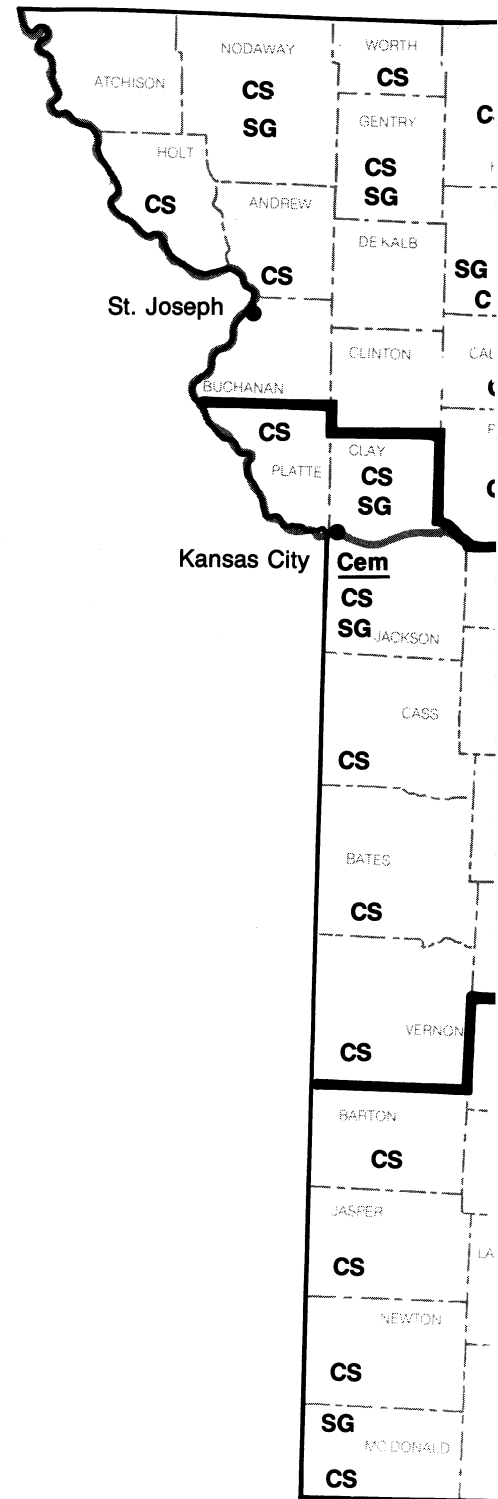 NODAWAY
WORTH
ATCHISON
CS
CS
SG
GENTRY
C
HOLT
CS
SG
CS
ANDREW
DE KALB
CS
SG
C
St. Joseph
CLINTON
CAL
BUCHANAN
CS
CLAY
PLATTE
CS
SG
Kansas City
Cem
CS
SG
JACKSON
CASS
CS
BATES
CS
VERNON
CS
BARTON
CS
JASPER
LA
CS
NEWTON
CS
SG
MC DONALD
CS